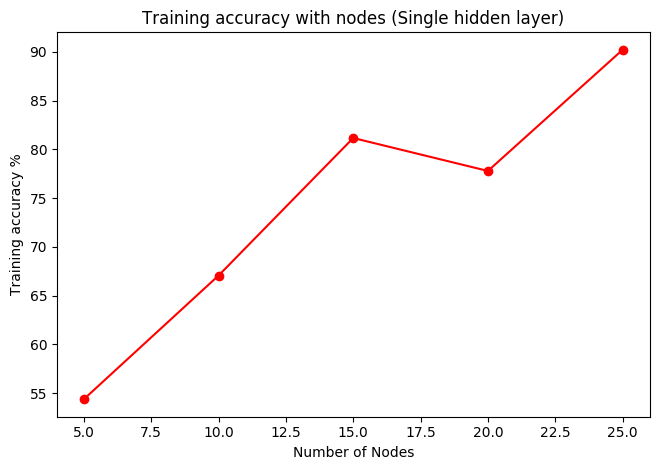 Training accuracy with nodes (Single hidden layer)
90
85
80
75
70
65
60
55
Training accuracy %
5.0 7.5 10.0 12.5 15.0 17.5 20.0 22.5 25.0
Number of Nodes